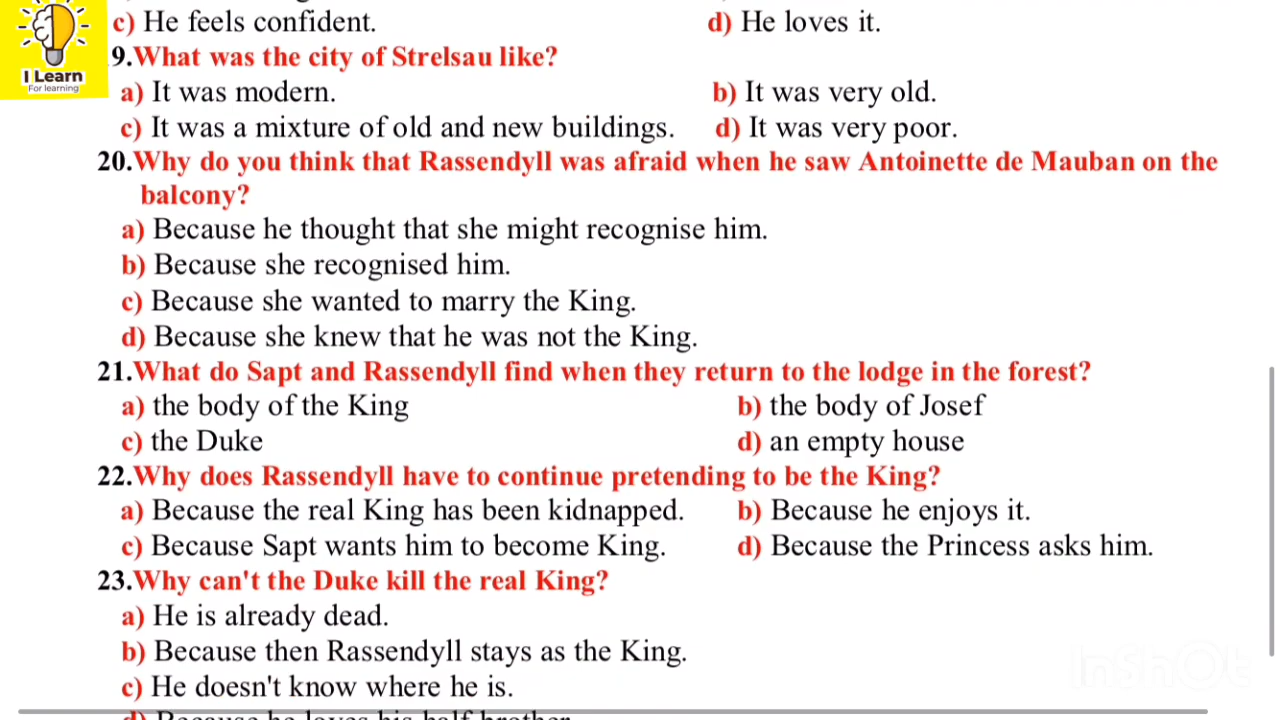 c) He feels confident. d) He loves it.
I Learn
For learning
9.What was the city of Strelsau like?
a) It was modern. b) It was very old.
c) It was a mixture of old and new buildings. d) It was very poor.
20.Why do you think that Rassendyll was afraid when he saw Antoinette de Mauban on the
balcony?
a) Because he thought that she might recognise him.
b) Because she recognised him.
c) Because she wanted to marry the King.
d) Because she knew that he was not the King.
21.What do Sapt and Rassendyll find when they return to the lodge in the forest?
a) the body of the King b) the body of Josef
c) the Duke d) an empty house
22.Why does Rassendyll have to continue pretending to be the King?
a) Because the real King has been kidnapped. b) Because he enjoys it.
c) Because Sapt wants him to become King. d) Because the Princess asks him.
23.Why can't the Duke kill the real King?
a) He is already dead.
b) Because then Rassendyll stays as the King.
c) He doesn't know where he is.
d) Because he loves his half brother
InShOt